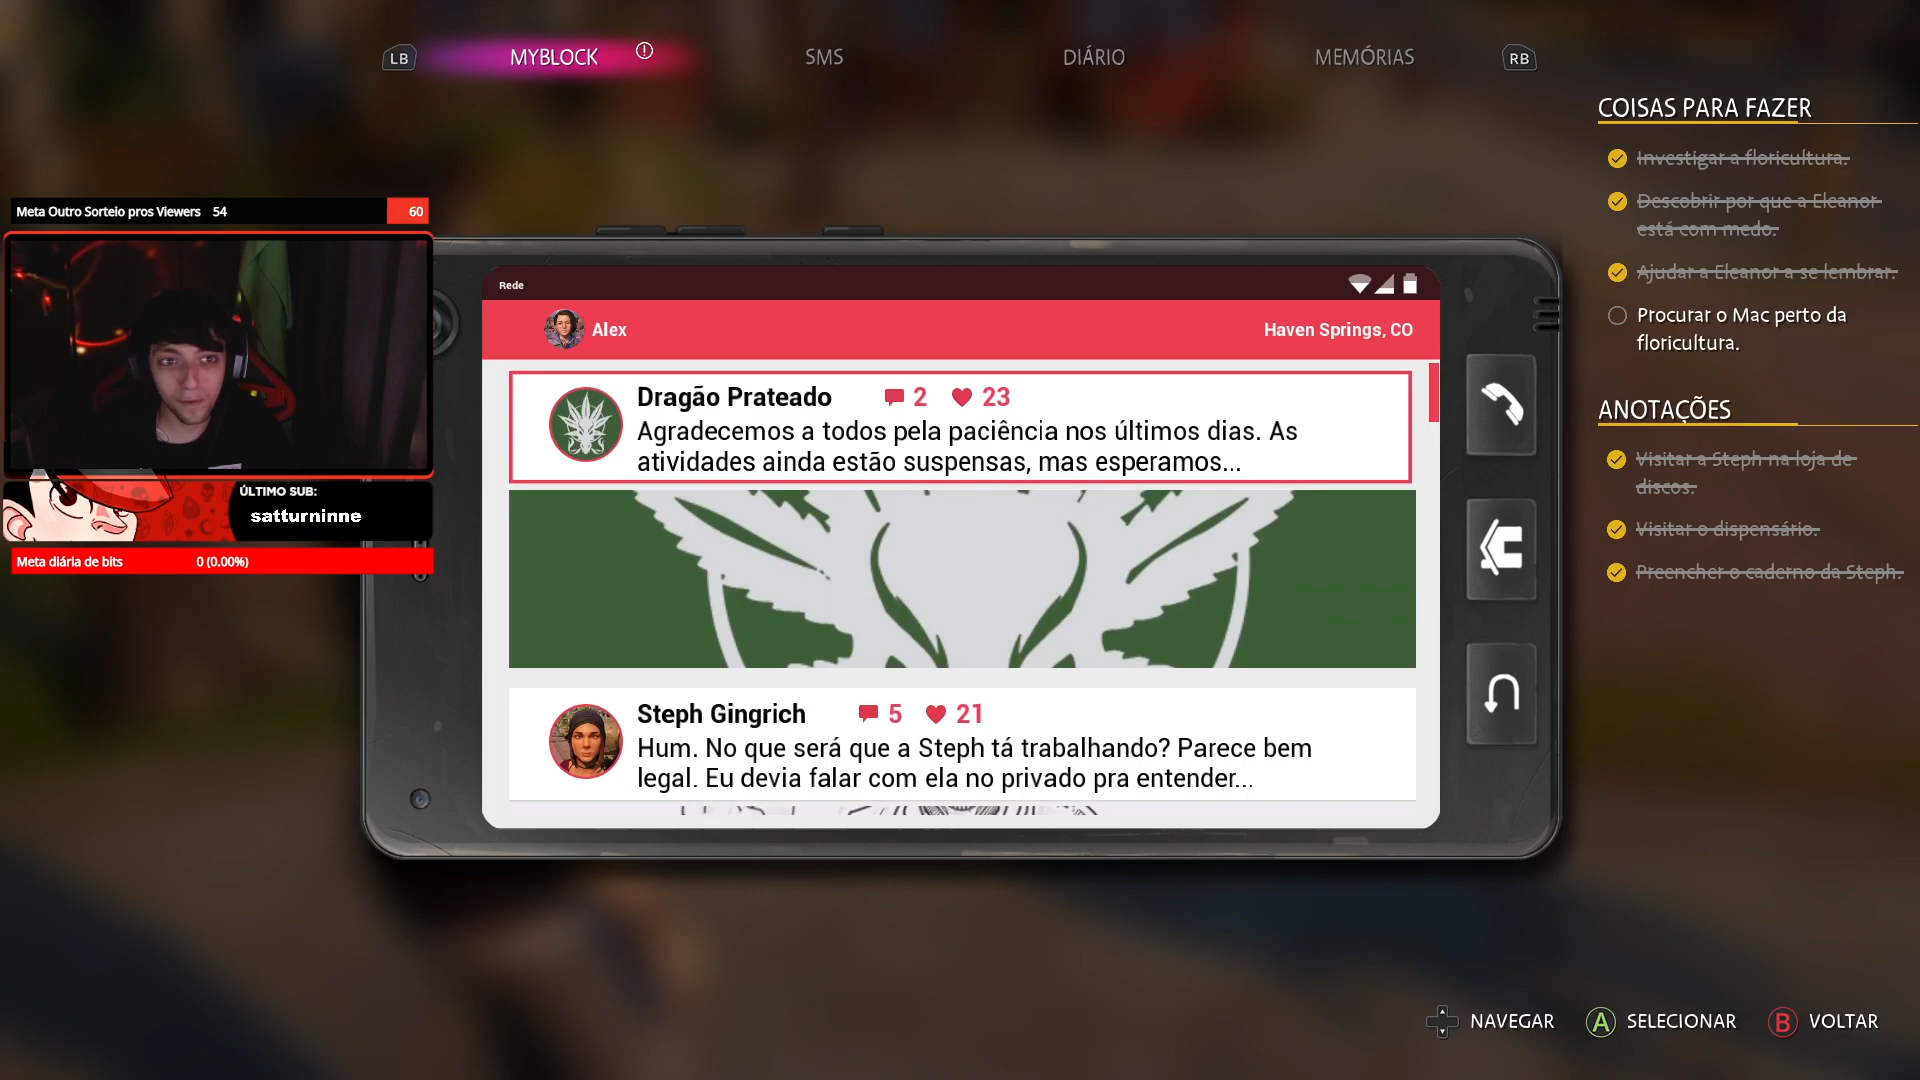 LB
MYBLOCK
SMS
DIÁRIO
MEMÓRIAS
RB
COISAS PARA FAZER
Investigar a floricultura.
Descobrir por que a Eleanor
está com medo.
Ajudar a Eleanor a se lembrar.
Procurar o Mac perto da
floricultura.
ANOTAÇÕES
Visitar a Steph na loja de
discos.
Visitar o dispensário.
Preencher o caderno da Steph.
Meta Outro Sorteio pros Viewers 54
60
ÚLTIMO SUB:
satturninne
Meta diária de bits 0 (0.00%)
Rede
Alex
Haven Springs, CO
Dragão Prateado 2 23
Agradecemos a todos pela paciência nos últimos dias. As
atividades ainda estão suspensas, mas esperamos...
Steph Gingrich 5 21
Hum. No que será que a Steph tá trabalhando? Parece bem
legal. Eu devia falar com ela no privado pra entender...
NAVEGAR
A SELECIONAR
B VOLTAR